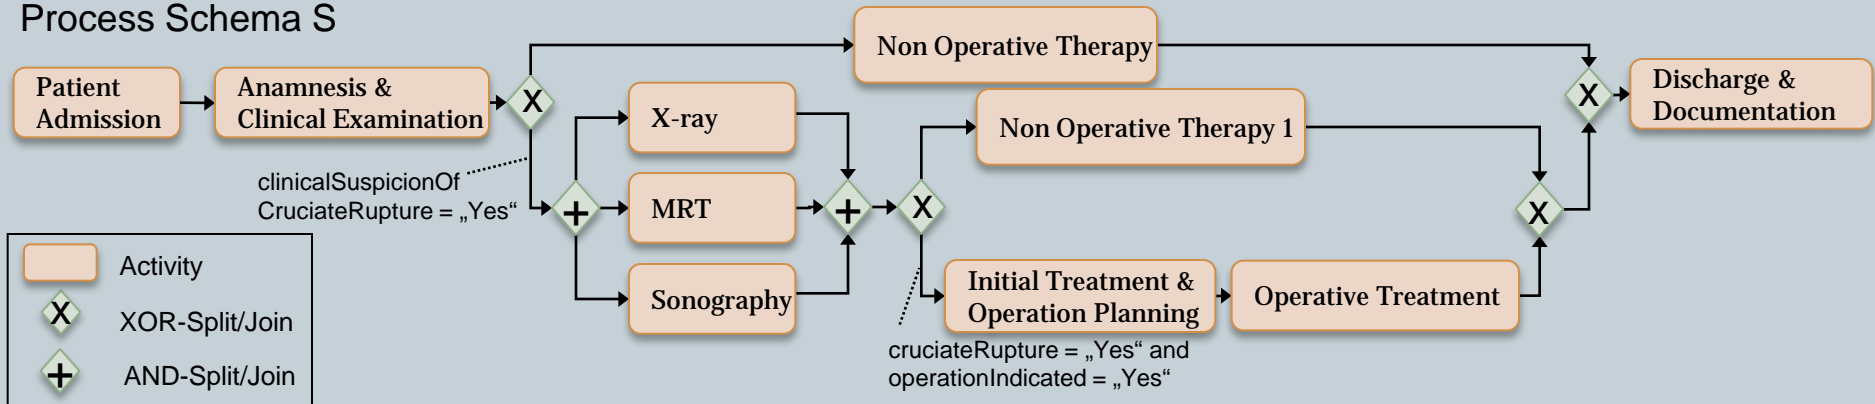 Process Schema S
Patient
Admission
Anamnesis &
Clinical Examination
X
clinicalSuspicionOf
CruciateRupture = „Yes“
+
X-ray
MRT
Sonography
+
X
Non Operative Therapy
Non Operative Therapy 1
cruciateRupture = „Yes“ and
operationIndicated = „Yes“
Initial Treatment &
Operation Planning
Operative Treatment
X
X
Discharge &
Documentation
Activity
X
XOR-Split/Join
+
AND-Split/Join